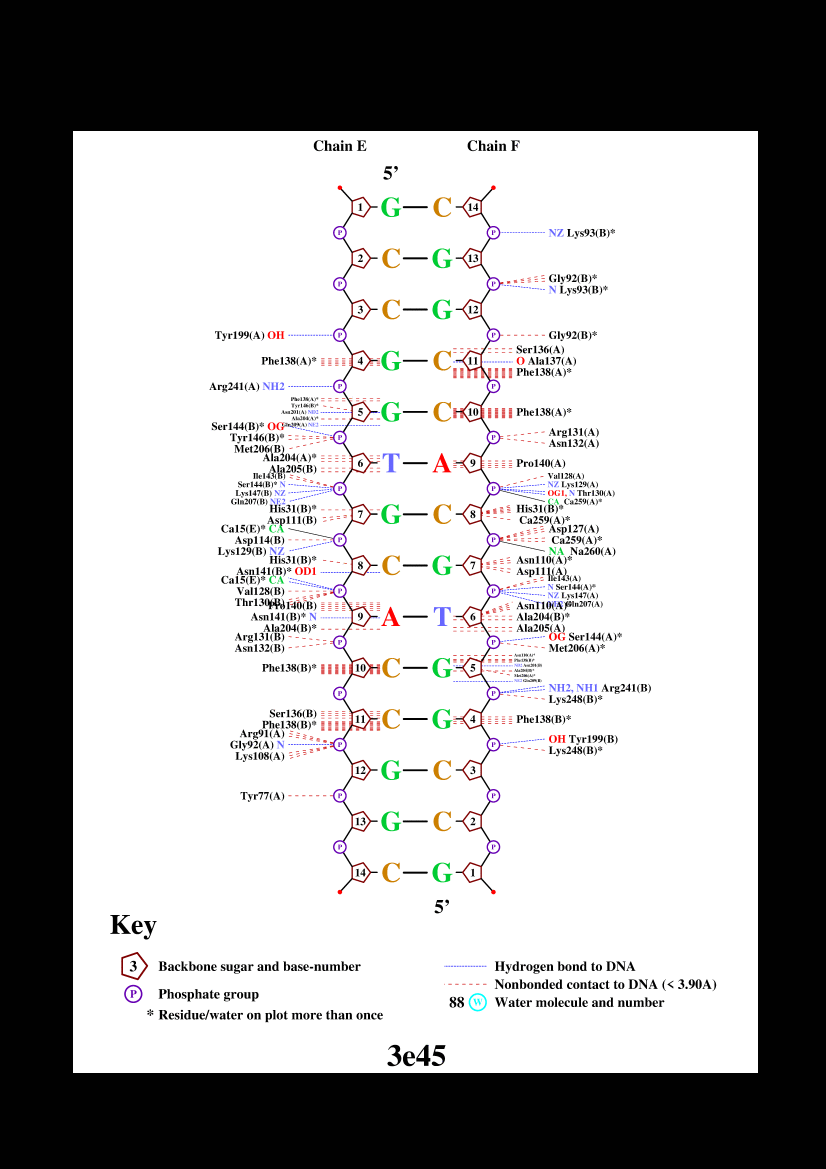 Chain E Chain F
5’
1 G C 14
P P NZ Lys93(B)*
2 C G 13
Gly92(B)*
P P N Lys93(B)*
3 C G 12
Tyr199(A) OH P P Gly92(B)*
Ser136(A)
Phe138(A)* 4 G C 11 O Ala137(A)
Phe138(A)*
Arg241(A) NH2 P P
Phe138(A)*
Tyr146(B)*
Asn201(A) ND2 5 G C 10 Phe138(A)*
Ala204(A)*
Gln209(A) NE2
Ser144(B)* OG Arg131(A)
Tyr146(B)* P P Asn132(A)
Met206(B)
Ala204(A)* 6 T A 9 Pro140(A)
Ala205(B)
Ile143(B) Val128(A)
Ser144(B)* N NZ Lys129(A)
Lys147(B) NZ P P OG1, N Thr130(A)
Gln207(B) NE2 CA Ca259(A)*
His31(B)* 7 G C 8 His31(B)*
Asp111(B) Ca259(A)*
Ca15(E)* CA Asp127(A)
Asp114(B) P P Ca259(A)*
Lys129(B) NZ NA Na260(A)
His31(B)* 8 C G 7 Asn110(A)*
Asn141(B)* OD1 Asp111(A)
Ca15(E)* CA Ile143(A)
Val128(B) P P N Ser144(A)*
Thr130(B) NZ Lys147(A)
Gln207(A)
Pro140(B) Asn110(A)*
Asn141(B)* N 9 A T 6 Ala204(B)*
Ala204(B)* Ala205(A)
Arg131(B) P P OG Ser144(A)*
Asn132(B) Met206(A)*
Phe138(B)* 10 C G 5
Phe138(B)*
Met206(A)*
P P NH2, NH1 Arg241(B)
Lys248(B)*
Ser136(B) 11 C G 4 Phe138(B)*
Phe138(B)*
Arg91(A)
Gly92(A) N P P OH Tyr199(B)
Lys108(A) Lys248(B)*
12 G C 3
Tyr77(A) P P
13 G C 2
P P
14 C G 1
5’
Key
3 Backbone sugar and base-number
P Phosphate group
* Residue/water on plot more than once
Hydrogen bond to DNA
Nonbonded contact to DNA (< 3.90A)
88 W Water molecule and number
3e45